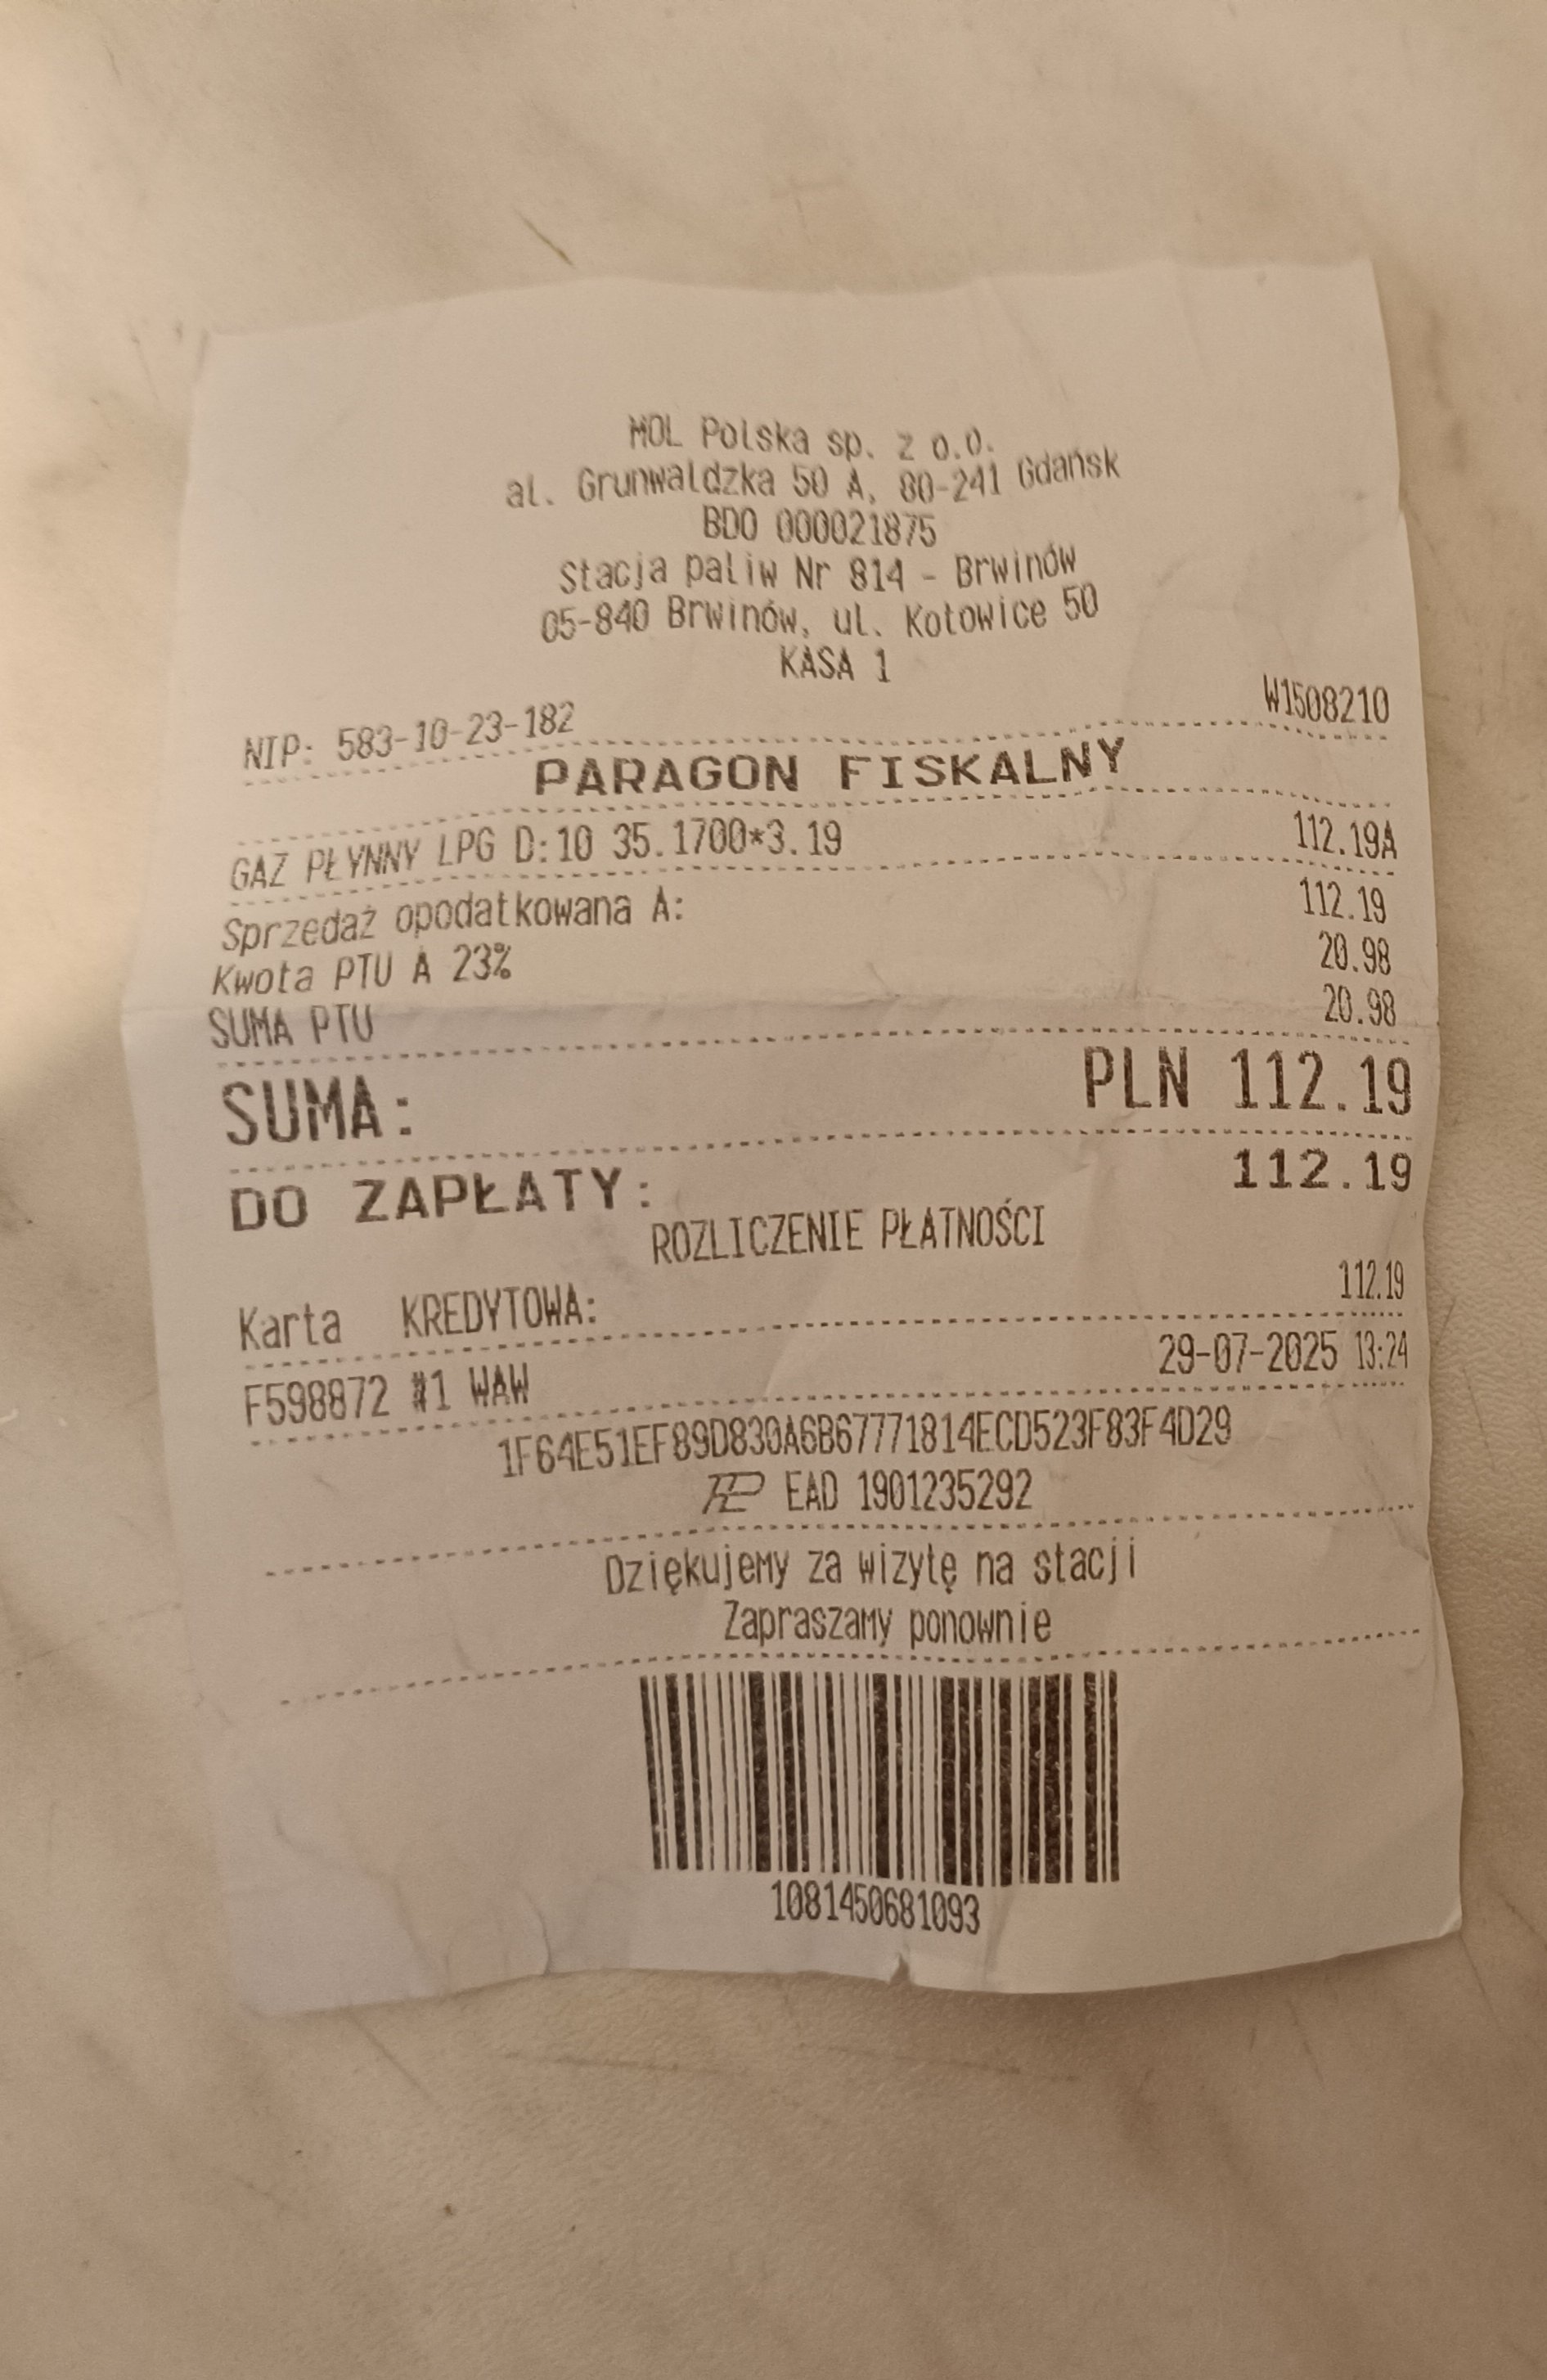 MOL Polska sp. z o.o.
al. Grunwaldzka 50 A, 80-241 Gdańsk
BDO 000021875
Stacja paliw Nr 814 - Brwinów
05-840 Brwinów, ul. Kotowice 50
KASA 1
NIP: 583-10-23-182 W1508210
PARAGON FISKALNY
GAZ PŁYNNY LPG D:10 35.1700*3.19 112.19A
Sprzedaż opodatkowana A: 112.19
Kwota PTU A 23% 20.98
SUMA PTU 20.98
SUMA: PLN 112.19
DO ZAPŁATY: 112.19
ROZLICZENIE PŁATNOŚCI
Karta KREDYTOWA: 112.19
F598872 #1 WAW 29-07-2025 13:24
1F64E51EF89D830A6B67771814ECD523F83F4D29
EAD 1901235292
Dziękujemy za wizytę na stacji
Zapraszamy ponownie
1081450681093